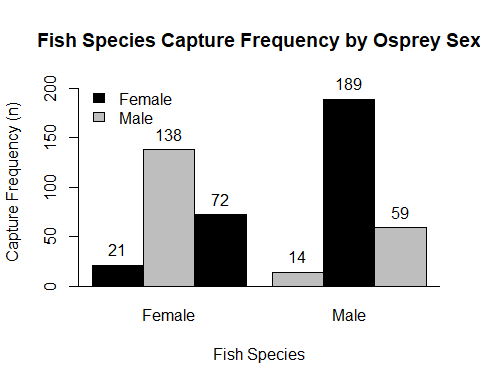 Fish Species Capture Frequency by Osprey Sex
Capture Frequency (n)
200
150
100
50
0
Female
Male
21
138
72
14
189
59
Female
Male
Fish Species